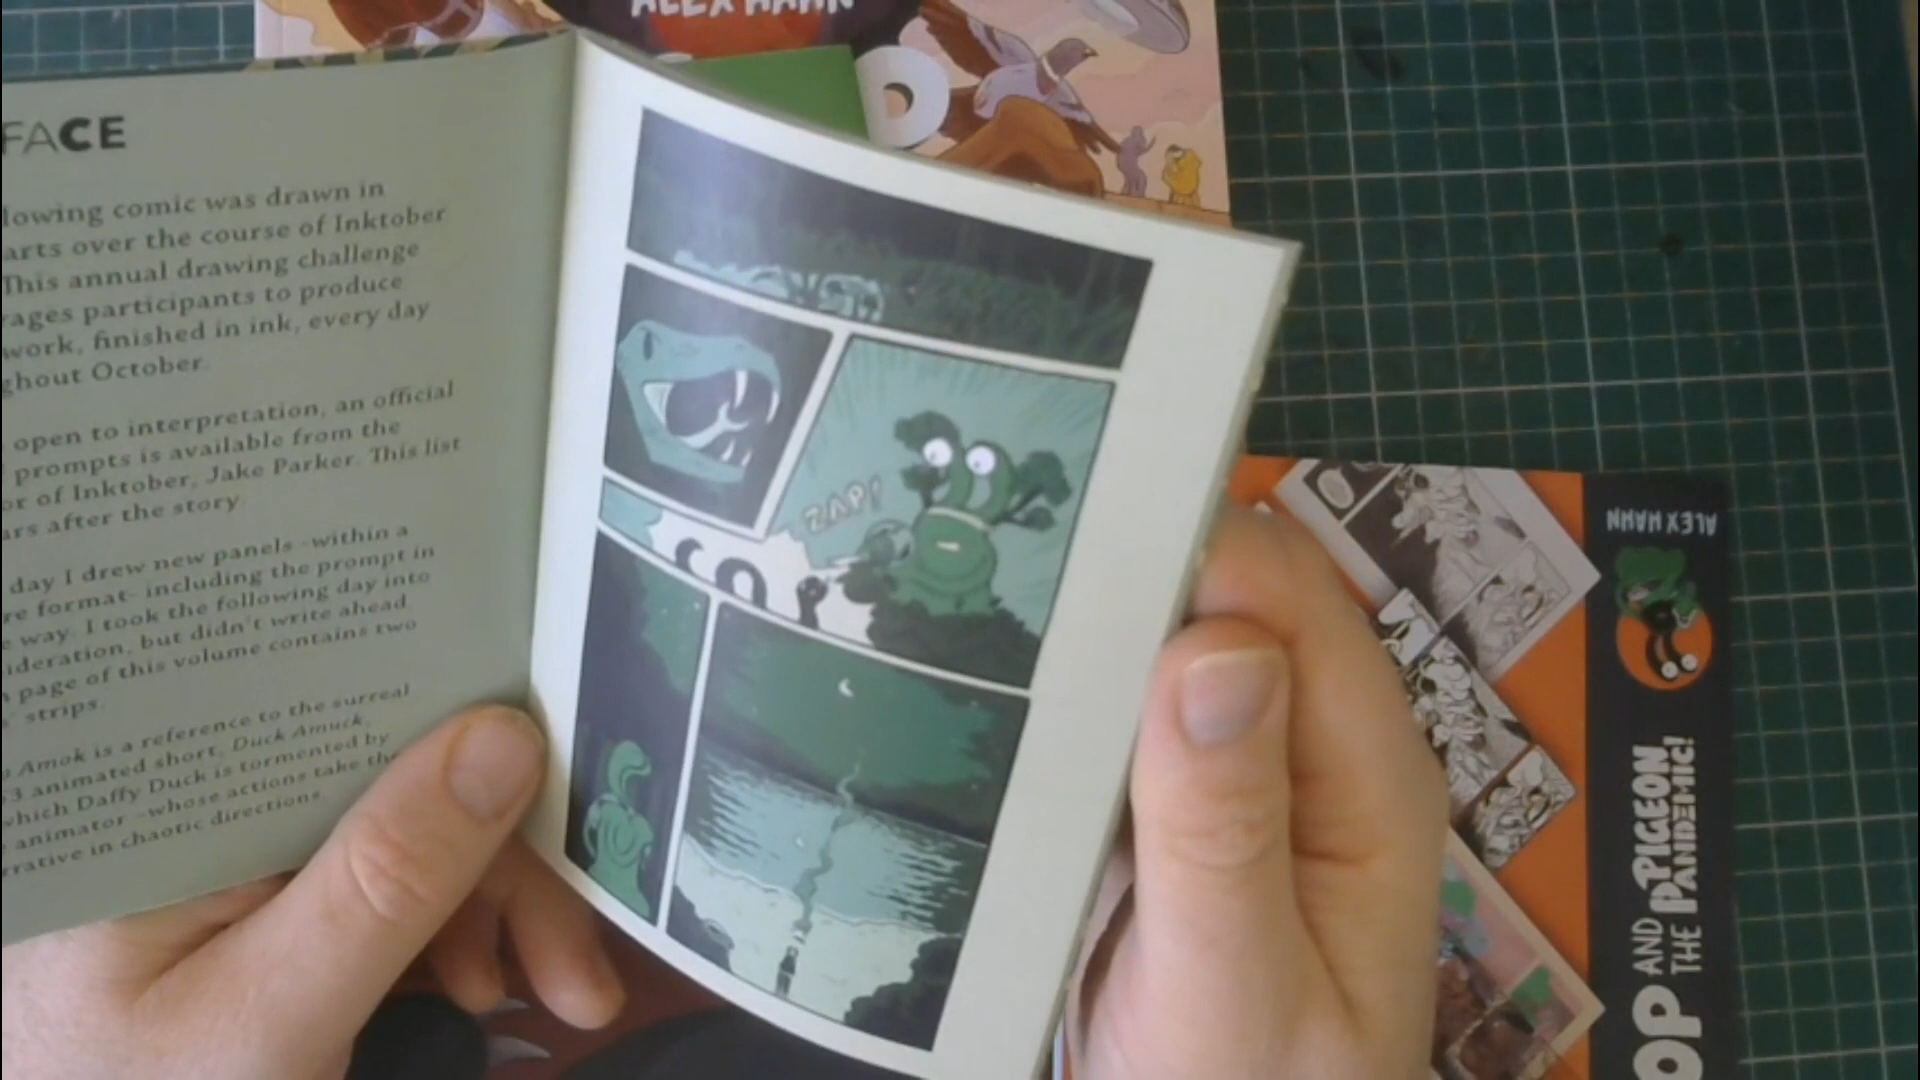 ALEX HAHN
FACE
lowing comic was drawn in
arts over the course of Inktober
This annual drawing challenge
rages participants to produce
work, finished in ink, every day
ghout October.
open to interpretation, an official
prompts is available from the
or of Inktober, Jake Parker. This list
ars after the story.
day I drew new panels -within a
re format- including the prompt in
e way. I took the following day into
ideration, but didn't write ahead.
page of this volume contains two
strips.
Amok is a reference to the surreal
3 animated short, Duck Amuck,
which Daffy Duck is tormented by
animator -whose actions take the
rrative in chaotic directions.
ZAP!
ALEX HAHN
OP AND PPIGEON
THE PANDEMIC!